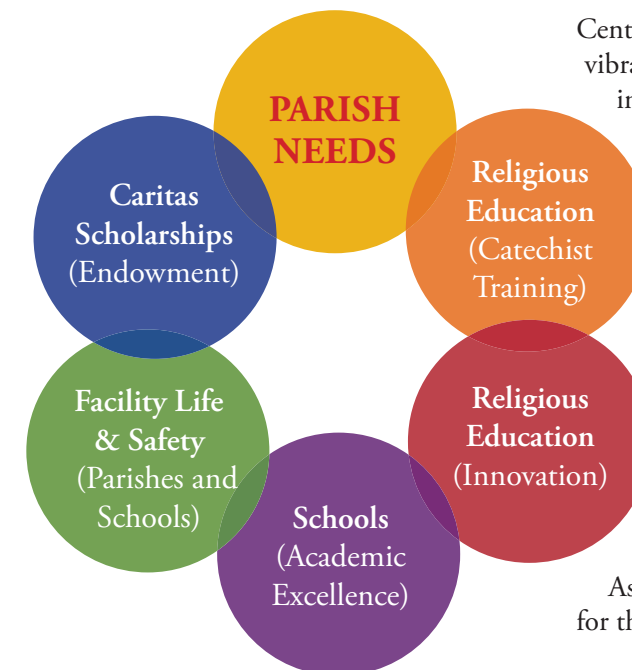 PARISH
NEEDS
Religious
Education
(Catechist
Training)
Religious
Education
(Innovation)
Schools
(Academic
Excellence)
Facility Life
& Safety
(Parishes and
Schools)
Caritas
Scholarships
(Endowment)
for